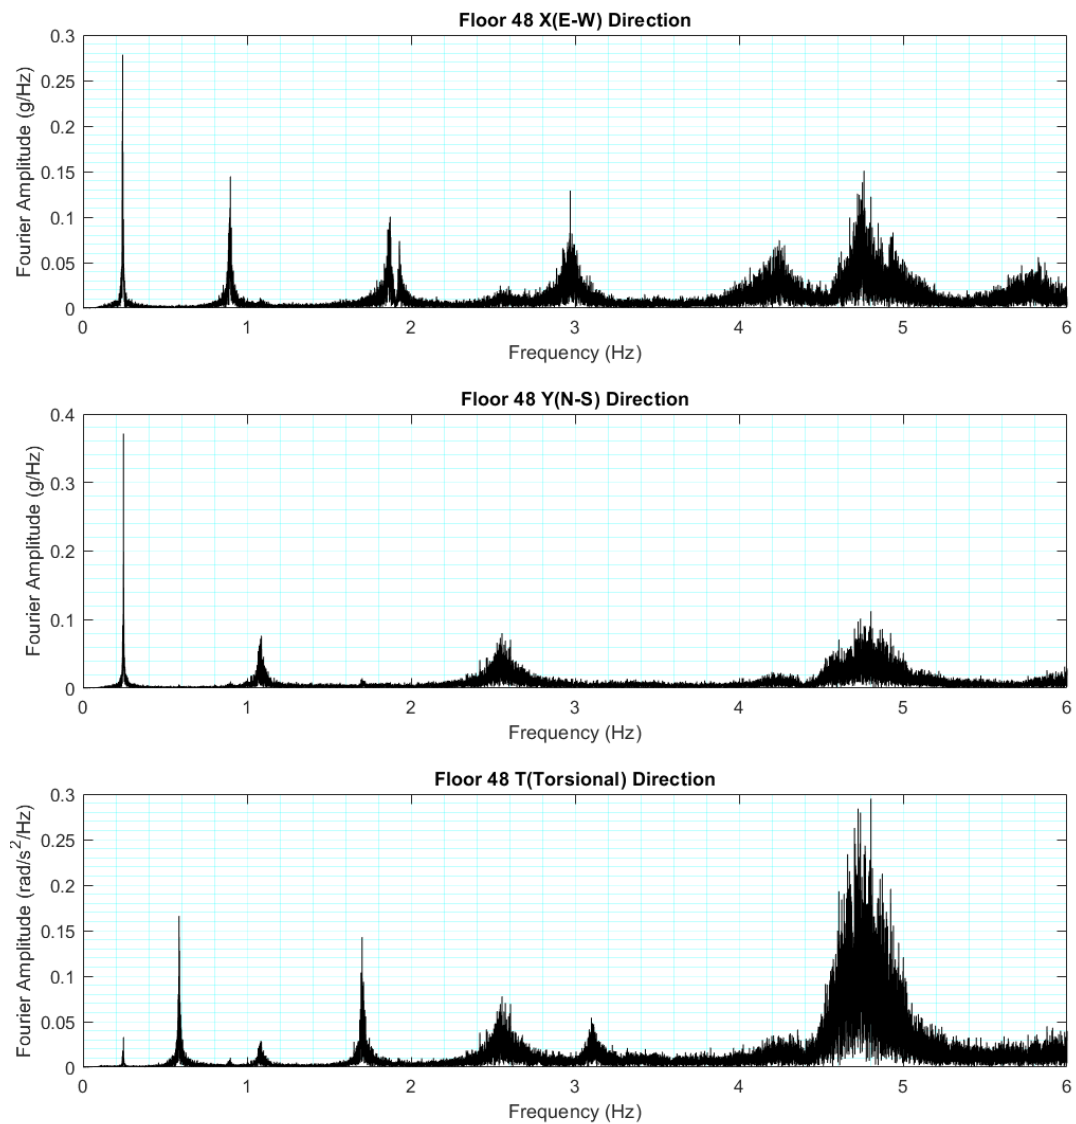 Floor 48 X(E-W) Direction
Fourier Amplitude (g/Hz)
0.3
0.25
0.2
0.15
0.1
0.05
0
0 1 2 3 4 5 6
Frequency (Hz)
Floor 48 Y(N-S) Direction
Fourier Amplitude (g/Hz)
0.4
0.3
0.2
0.1
0
0 1 2 3 4 5 6
Frequency (Hz)
Floor 48 T(Torsional) Direction
Fourier Amplitude (rad/s^-2/Hz)
0.3
0.25
0.2
0.15
0.1
0.05
0
0 1 2 3 4 5 6
Frequency (Hz)